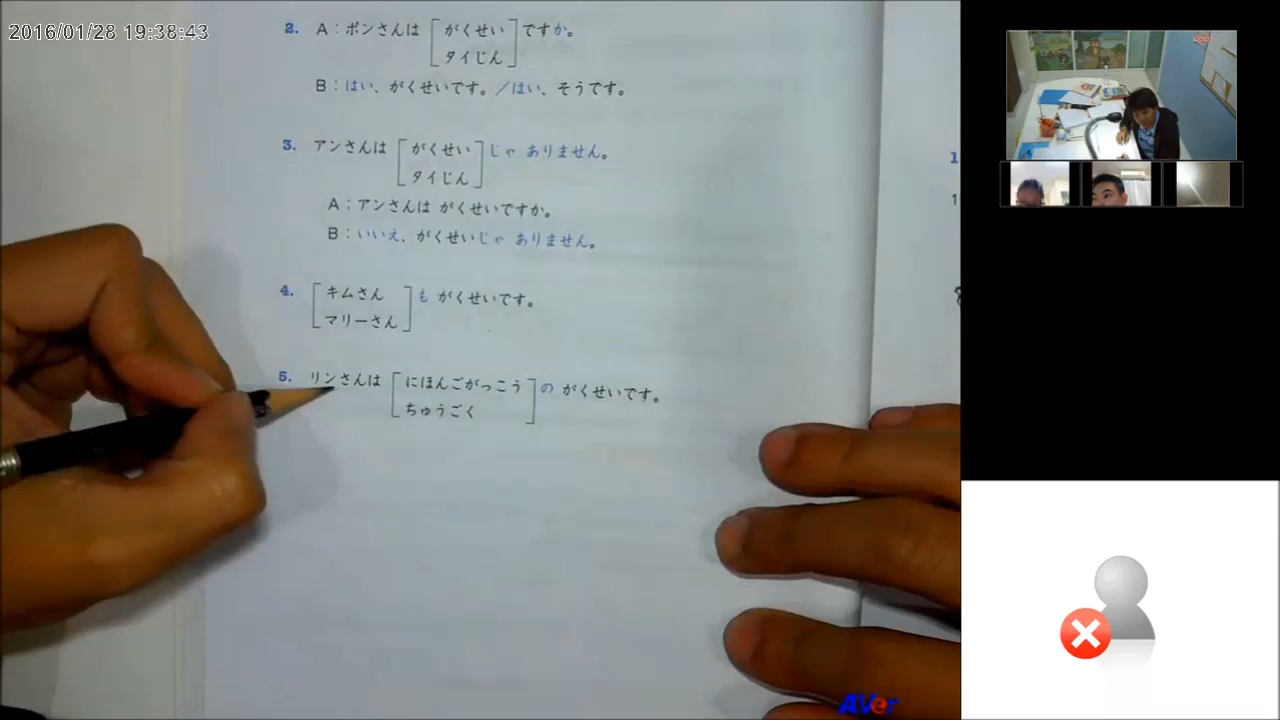 2016/01/28 19:38:43
2. A:ポンさんは [がくせい] ですか。
[タイじん]
B:はい、がくせいです。／はい、そうです。
3. アンさんは [がくせい] じゃ ありません。
[タイじん]
A:アンさんは がくせいですか。
B:いいえ、がくせいじゃ ありません。
4. [キムさん] も がくせいです。
[マリーさん]
5. リンさんは [にほんごがっこう] の がくせいです。
[ちゅうごく]
1
1
AVer